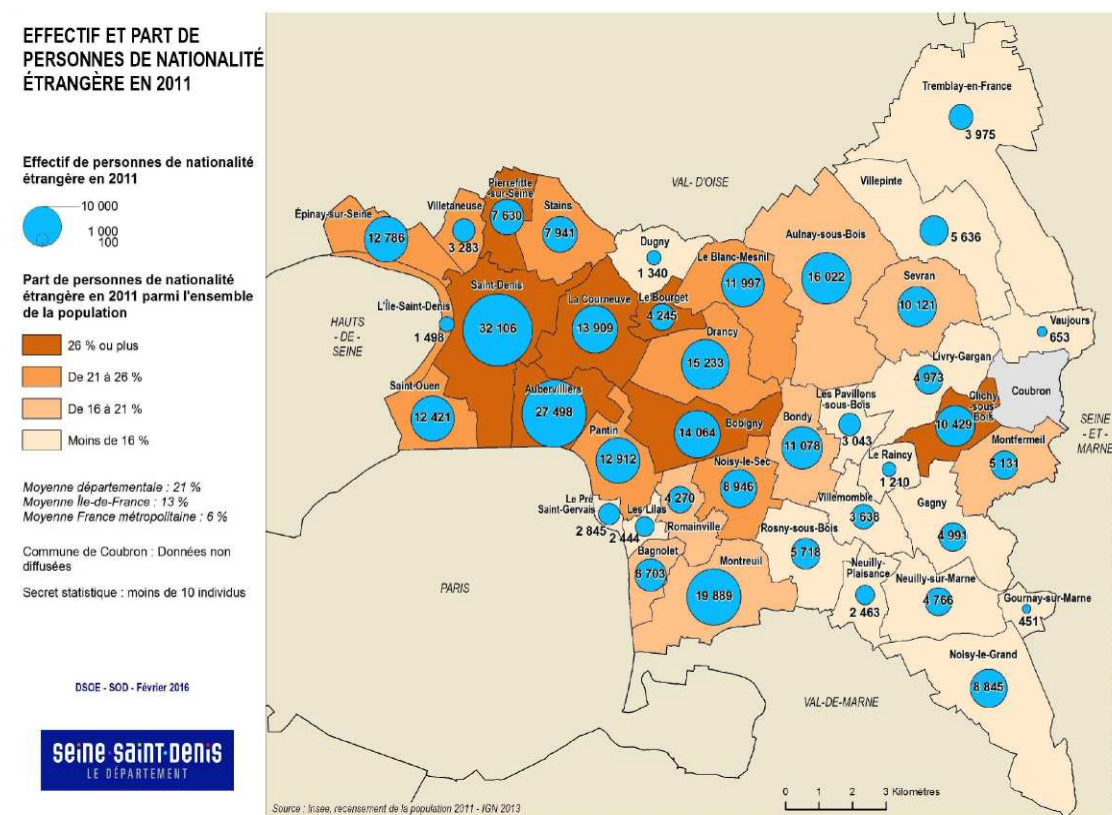 EFFECTIF ET PART DE
PERSONNES DE NATIONALITÉ
ÉTRANGÈRE EN 2011
Effectif de personnes de nationalité
étrangère en 2011
10 000
1 000
100
Part de personnes de nationalité
étrangère en 2011 parmi l'ensemble
de la population
26 % ou plus
De 21 à 26 %
De 16 à 21 %
Moins de 16 %
Moyenne départementale : 21 %
Moyenne Île-de-France : 13 %
Moyenne France métropolitaine : 6 %
Commune de Coubron : Données non
diffusées
Secret statistique : moins de 10 individus
DSOE - SOD - Février 2016
seine·saint·denis
LE DÉPARTEMENT
Tremblay-en-France
3 975
VAL- D'OISE
Villepinte
5 636
Pierrefitte
-sur-Seine
7 630
Stains
7 941
Villetaneuse
3 283
Épinay-sur-Seine
12 786
Dugny
1 340
Le Blanc-Mesnil
11 997
Aulnay-sous-Bois
16 022
Sevran
10 121
Saint-Denis
32 106
La Courneuve
13 909
Le Bourget
4 245
L'Île-Saint-Denis
1 498
HAUTS
- DE -
SEINE
Drancy
15 233
Vaujours
653
Livry-Gargan
4 973
Coubron
Clichy
-sous-
Bois
10 429
SEINE
- ET -
MARNE
Saint-Ouen
12 421
Aubervilliers
27 498
Bobigny
14 064
Bondy
11 078
Les Pavillons
-sous-Bois
3 043
Montfermeil
5 131
Pantin
12 912
Noisy-le-Sec
8 946
Le Raincy
1 210
Le Pré
Saint-Gervais
2 845
Les Lilas
2 444
4 270
Romainville
Villemomble
3 638
Gagny
4 991
Rosny-sous-Bois
5 718
Bagnolet
6 703
Montreuil
19 889
Neuilly-
Plaisance
2 463
Neuilly-sur-Marne
4 766
Gournay-sur-Marne
451
PARIS
Noisy-le-Grand
8 845
VAL-DE-MARNE
0 1 2 3 Kilomètres
Source : Insee, recensement de la population 2011 - IGN 2013